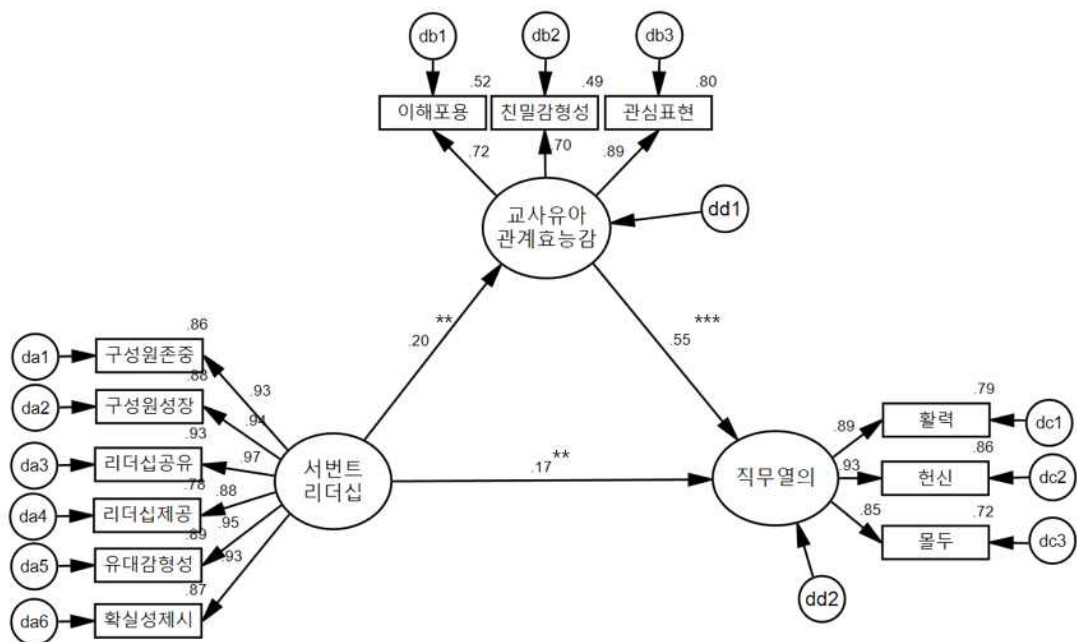 db1
db2
db3
.52
.49
.80
이해포용
친밀감형성
관심표현
.72
.70
.89
교사유아
관계효능감
dd1
.20
**
.55
***
.86
da1
구성원존중
.88
da2
구성원성장
.93
da3
리더십공유
.78
da4
리더십제공
.89
da5
유대감형성
.87
da6
확실성제시
.93
.94
.97
.88
.95
.93
서번트
리더십
.17
**
직무열의
.89
.93
.85
.79
활력
dc1
.86
헌신
dc2
.72
몰두
dc3
dd2